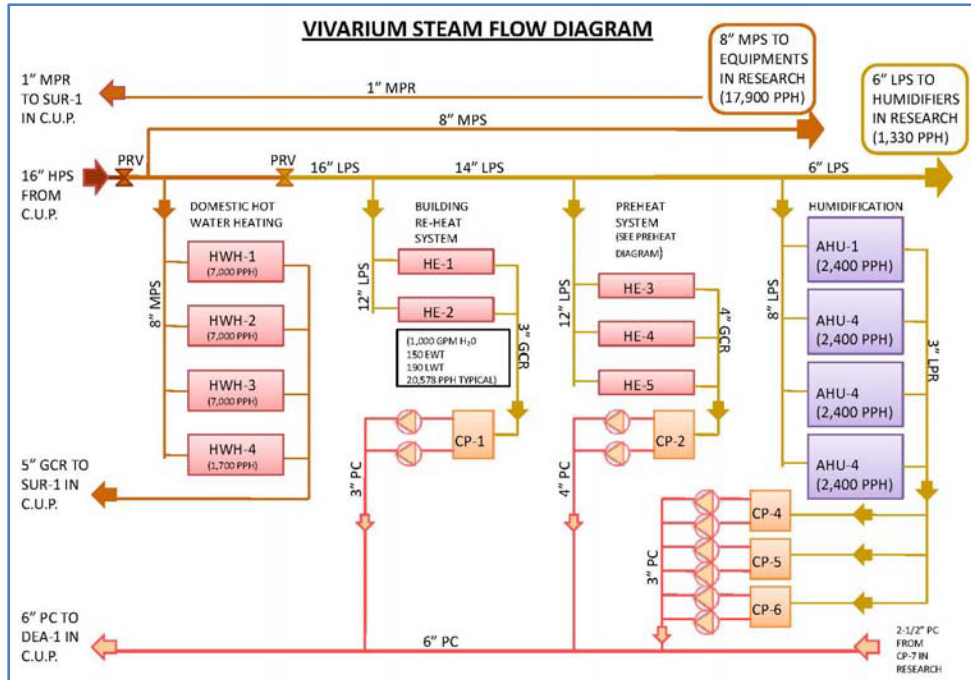 VIVARIUM STEAM FLOW DIAGRAM
8” MPS TO
EQUIPMENTS
IN RESEARCH
(17,900 PPH)
6” LPS TO
HUMIDIFIERS
IN RESEARCH
(1,330 PPH)
1” MPR
TO SUR-1
IN C.U.P.
1” MPR
8” MPS
PRV
PRV
16” HPS
FROM
C.U.P.
16” LPS
14” LPS
6” LPS
DOMESTIC HOT
WATER HEATING
BUILDING
RE-HEAT
SYSTEM
PREHEAT
SYSTEM
(SEE PREHEAT
DIAGRAM)
HUMIDIFICATION
8” MPS
HWH-1
(7,000 PPH)
HWH-2
(7,000 PPH)
HWH-3
(7,000 PPH)
HWH-4
(1,700 PPH)
12” LPS
HE-1
HE-2
(1,000 GPM H₂0
150 EWT
190 LWT
20,578 PPH TYPICAL)
3” GCR
12” LPS
HE-3
HE-4
HE-5
4” GCR
8” LPS
AHU-1
(2,400 PPH)
AHU-4
(2,400 PPH)
AHU-4
(2,400 PPH)
AHU-4
(2,400 PPH)
3” LPR
CP-1
CP-2
3” PC
4” PC
5” GCR TO
SUR-1 IN
C.U.P.
CP-4
CP-5
CP-6
3” PC
6” PC TO
DEA-1 IN
C.U.P.
6” PC
2-1/2” PC
FROM
CP-7 IN
RESEARCH